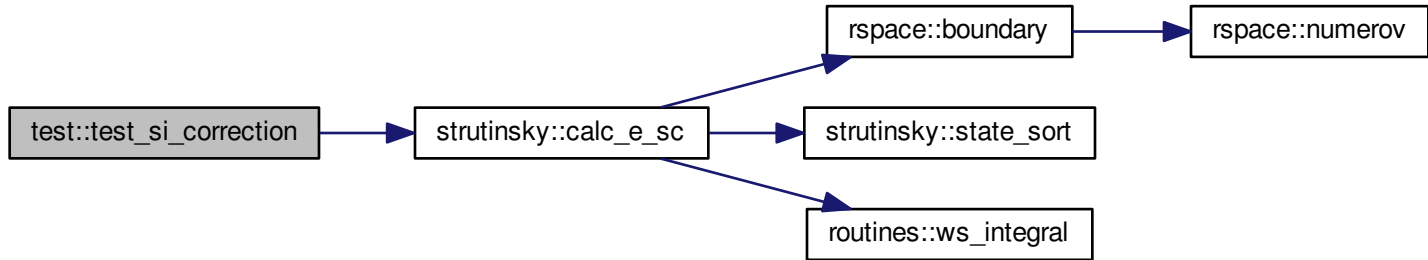 rspace::boundary
rspace::numerov
test::test_si_correction
strutinsky::calc_e_sc
strutinsky::state_sort
routines::ws_integral